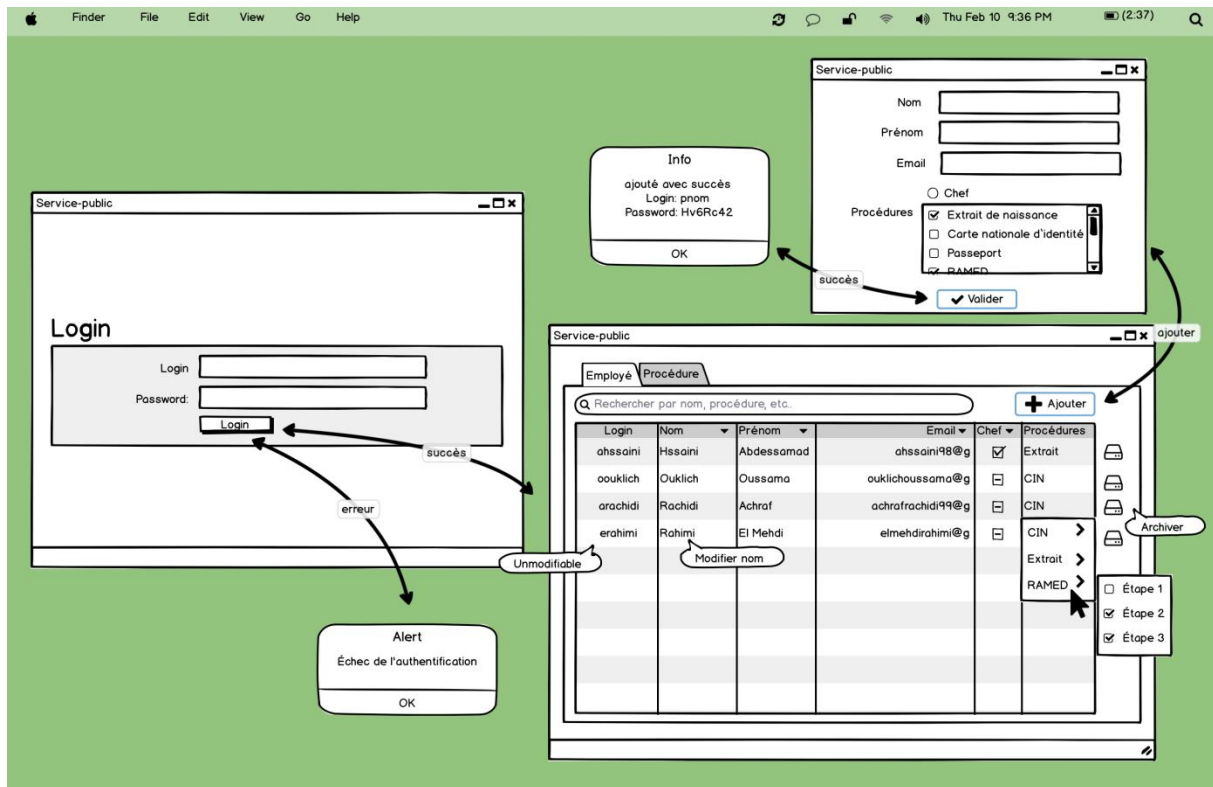 Finder File Edit View Go Help Thu Feb 10 9:36 PM (2:37)
Service-public
Nom
Prénom
Email
Chef
Procédures
Extrait de naissance
Carte nationale d'identité
Passeport
RAMED
Valider
Info
ajouté avec succès
Login: pnom
Password: Hv6Rc42
OK
succès
ajouter
Service-public
Login
Login
Password:
Login
succès
erreur
Alert
Échec de l'authentification
OK
Service-public
Employé Procédure
Rechercher par nom, procédure, etc..
Ajouter
Login Nom Prénom Email Chef Procédures
ahssaini Hssaini Abdessamad ahssaini98@g Extrait
oouklich Ouklich Oussama ouklichoussama@g CIN
arachidi Rachidi Achraf achrafrachidi99@g CIN
erahimi Rahimi El Mehdi elmehdirahimi@g CIN
Archiver
Unmodifiable
Modifier nom
Extrait
RAMED
Étape 1
Étape 2
Étape 3